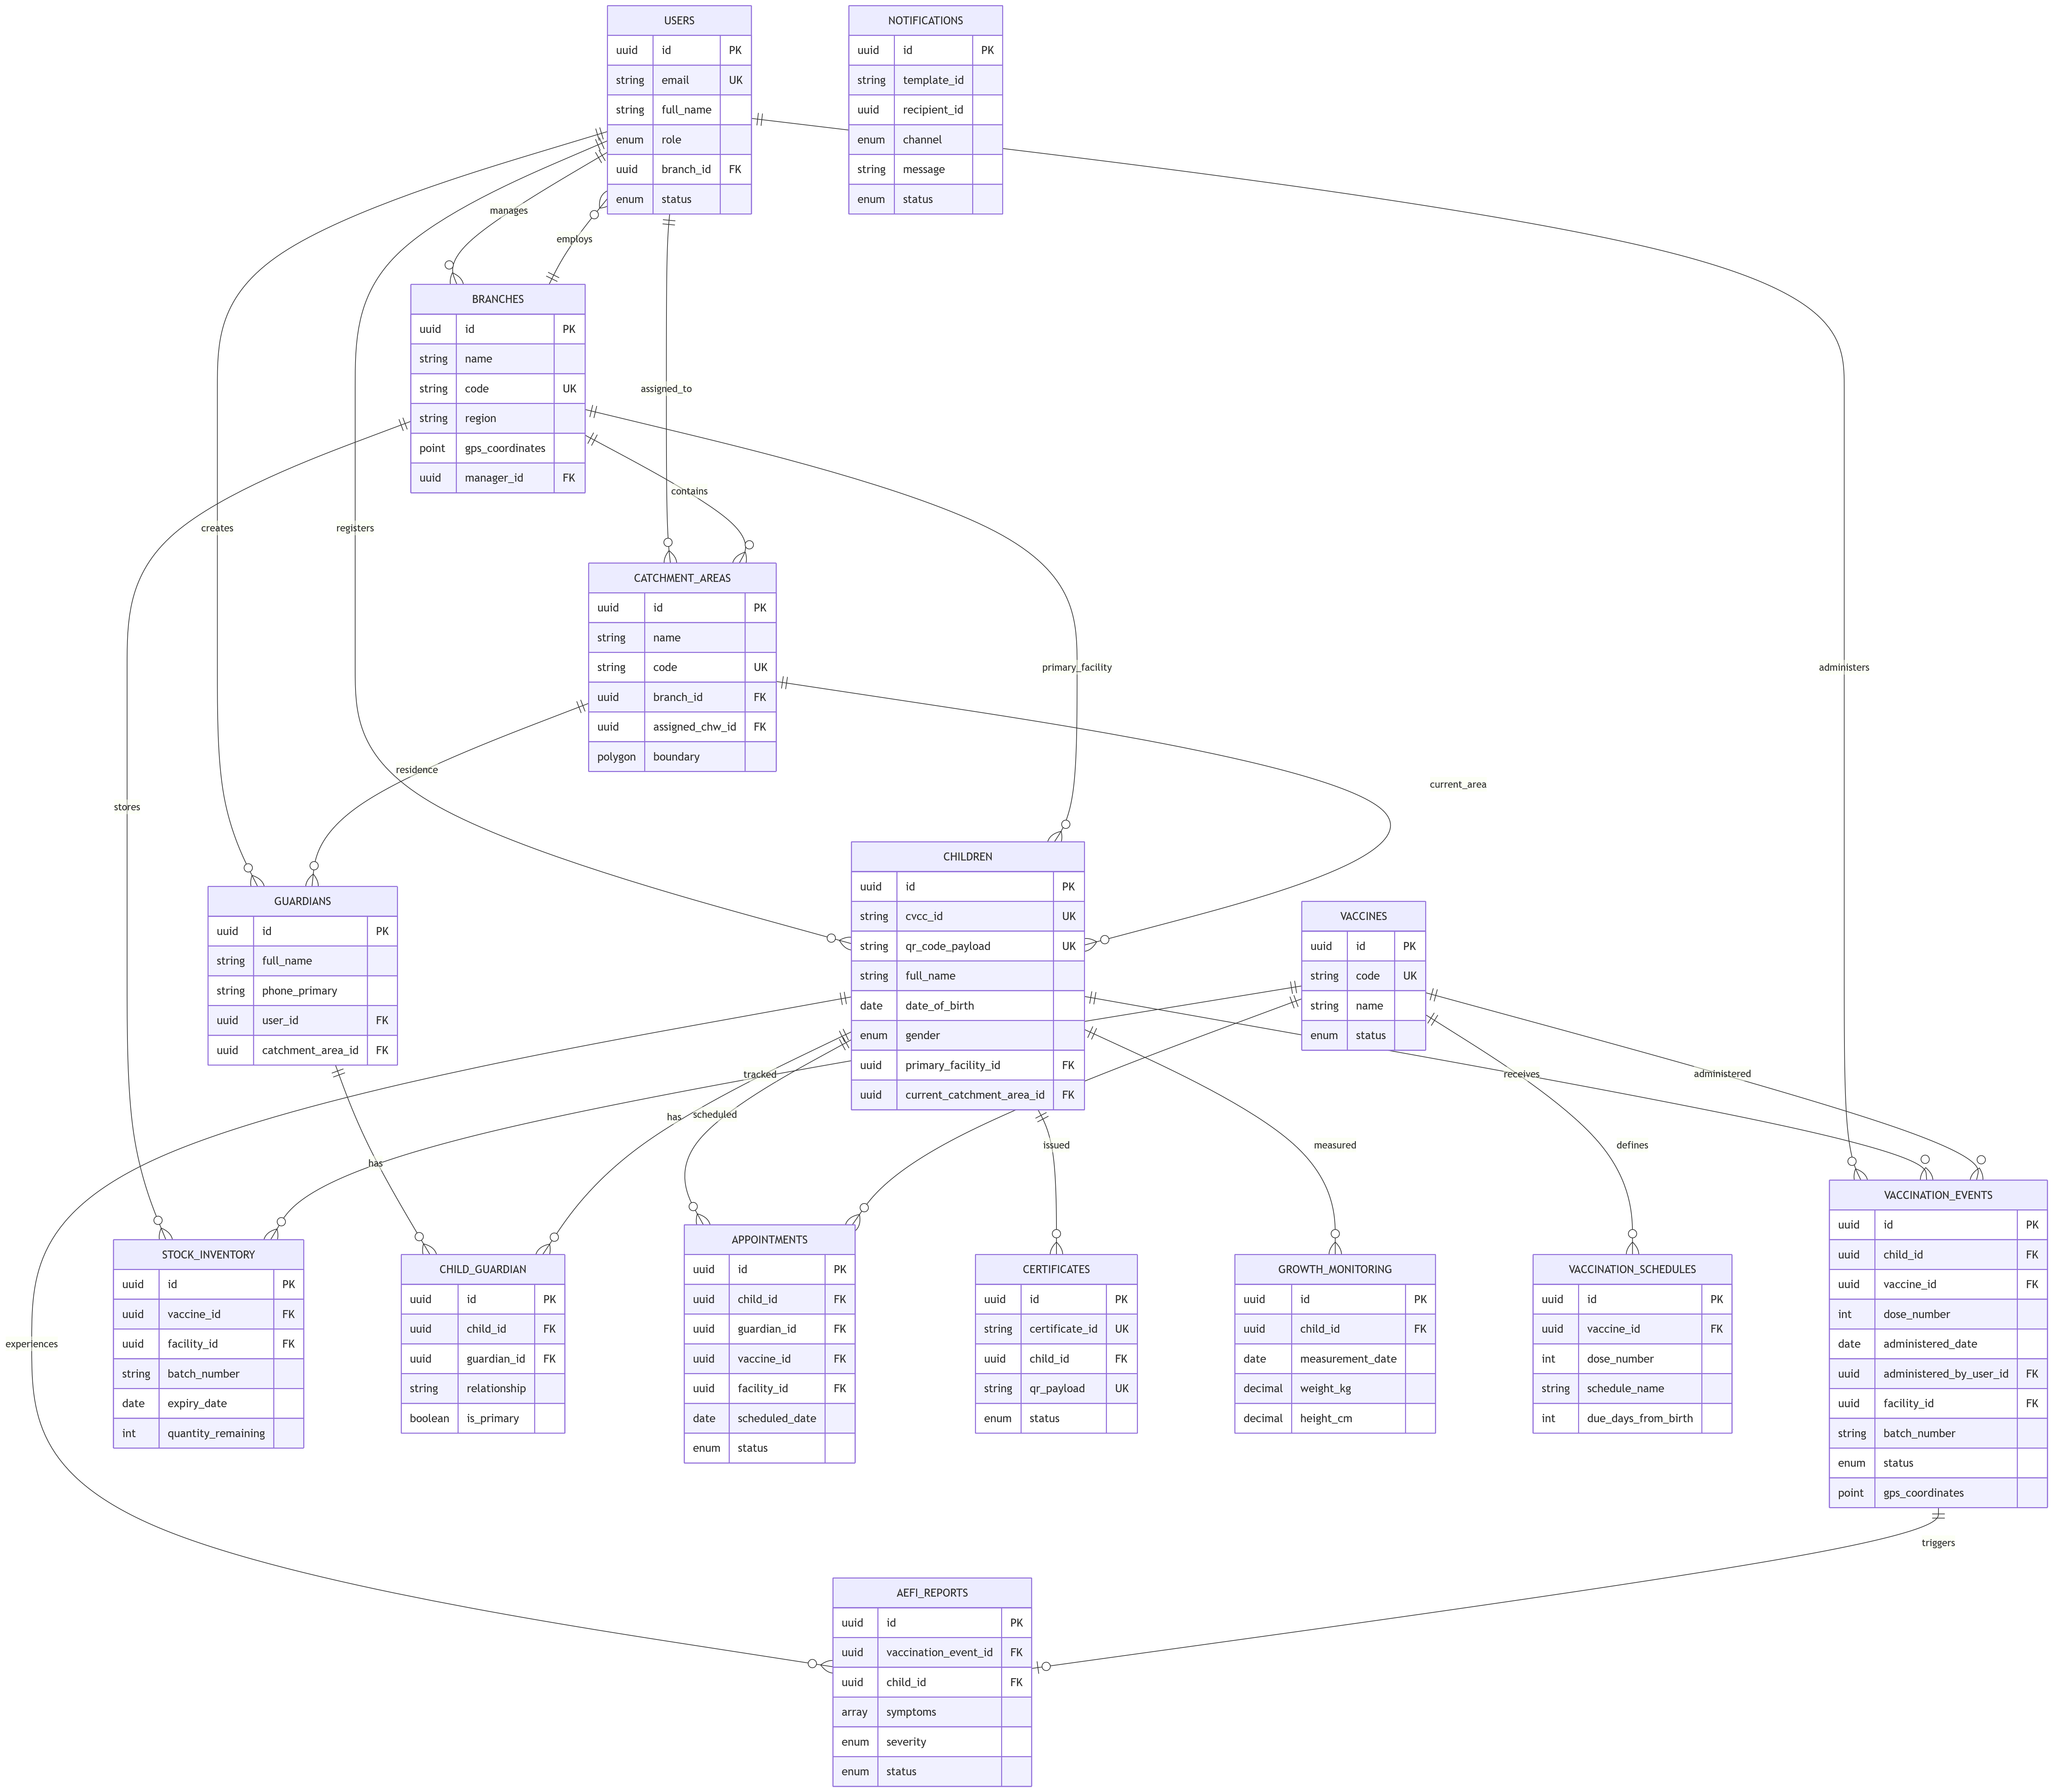 USERS
uuid id PK
string email UK
string full_name
enum role
uuid branch_id FK
enum status
NOTIFICATIONS
uuid id PK
string template_id
uuid recipient_id
enum channel
string message
enum status
manages
employs
BRANCHES
uuid id PK
string name
string code UK
string region
point gps_coordinates
uuid manager_id FK
assigned_to
contains
creates
registers
CATCHMENT_AREAS
uuid id PK
string name
string code UK
uuid branch_id FK
uuid assigned_chw_id FK
polygon boundary
primary_facility
administers
residence
current_area
stores
CHILDREN
uuid id PK
string cvcc_id UK
string qr_code_payload UK
string full_name
date date_of_birth
enum gender
uuid primary_facility_id FK
uuid current_catchment_area_id FK
GUARDIANS
uuid id PK
string full_name
string phone_primary
uuid user_id FK
uuid catchment_area_id FK
VACCINES
uuid id PK
string code UK
string name
enum status
tracked
receives
administered
has
scheduled
issued
measured
defines
has
VACCINATION_EVENTS
uuid id PK
uuid child_id FK
uuid vaccine_id FK
int dose_number
date administered_date
uuid administered_by_user_id FK
uuid facility_id FK
string batch_number
enum status
point gps_coordinates
STOCK_INVENTORY
uuid id PK
uuid vaccine_id FK
uuid facility_id FK
string batch_number
date expiry_date
int quantity_remaining
CHILD_GUARDIAN
uuid id PK
uuid child_id FK
uuid guardian_id FK
string relationship
boolean is_primary
APPOINTMENTS
uuid id PK
uuid child_id FK
uuid guardian_id FK
uuid vaccine_id FK
uuid facility_id FK
date scheduled_date
enum status
CERTIFICATES
uuid id PK
string certificate_id UK
uuid child_id FK
string qr_payload UK
enum status
GROWTH_MONITORING
uuid id PK
uuid child_id FK
date measurement_date
decimal weight_kg
decimal height_cm
VACCINATION_SCHEDULES
uuid id PK
uuid vaccine_id FK
int dose_number
string schedule_name
int due_days_from_birth
experiences
triggers
AEFI_REPORTS
uuid id PK
uuid vaccination_event_id FK
uuid child_id FK
array symptoms
enum severity
enum status